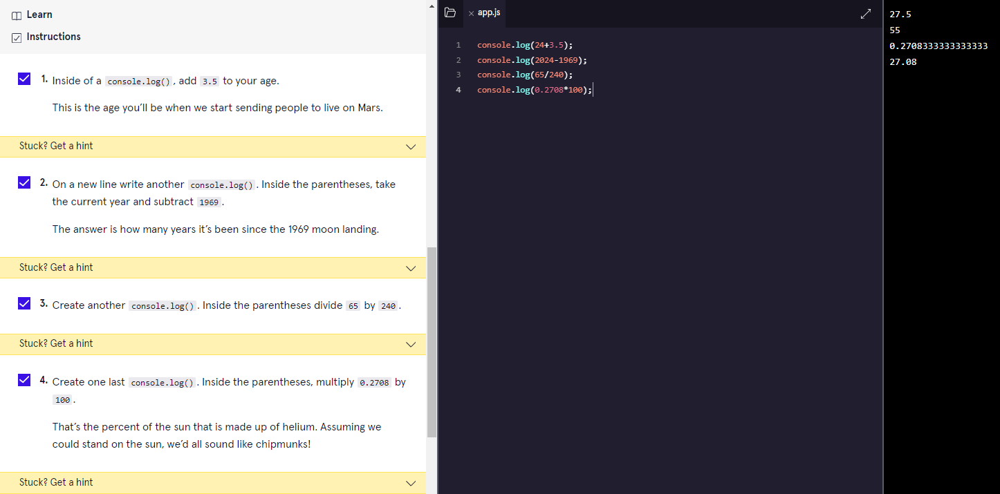 Learn
Instructions
1. Inside of a console.log(), add 3.5 to your age.
This is the age you’ll be when we start sending people to live on Mars.
Stuck? Get a hint
2. On a new line write another console.log(). Inside the parentheses, take
the current year and subtract 1969.
The answer is how many years it’s been since the 1969 moon landing.
Stuck? Get a hint
3. Create another console.log(). Inside the parentheses divide 65 by 240.
Stuck? Get a hint
4. Create one last console.log(). Inside the parentheses, multiply 0.2708 by
100.
That’s the percent of the sun that is made up of helium. Assuming we
could stand on the sun, we’d all sound like chipmunks!
Stuck? Get a hint
app.js
1 console.log(24+3.5);
2 console.log(2024-1969);
3 console.log(65/240);
4 console.log(0.2708*100);
27.5
55
0.2708333333333333
27.08